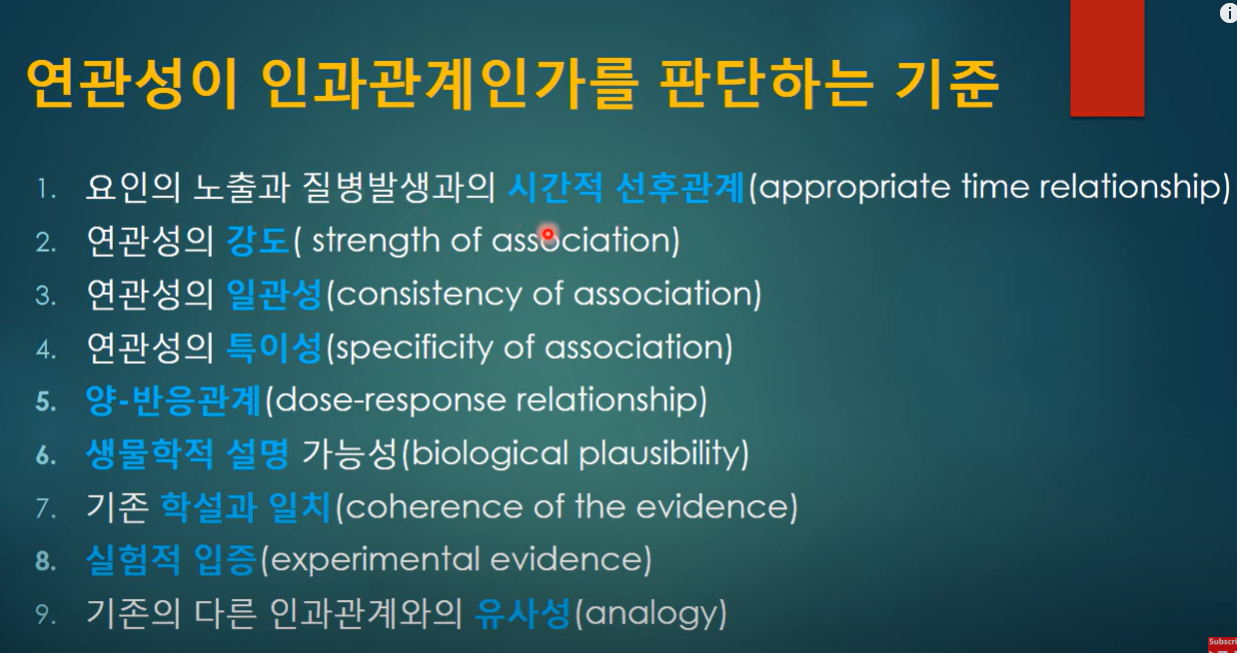 연관성이 인과관계인가를 판단하는 기준
1. 요인의 노출과 질병발생과의 시간적 선후관계(appropriate time relationship)
2. 연관성의 강도( strength of association)
3. 연관성의 일관성(consistency of association)
4. 연관성의 특이성(specificity of association)
5. 양-반응관계(dose-response relationship)
6. 생물학적 설명 가능성(biological plausibility)
7. 기존 학설과 일치(coherence of the evidence)
8. 실험적 입증(experimental evidence)
9. 기존의 다른 인과관계와의 유사성(analogy)